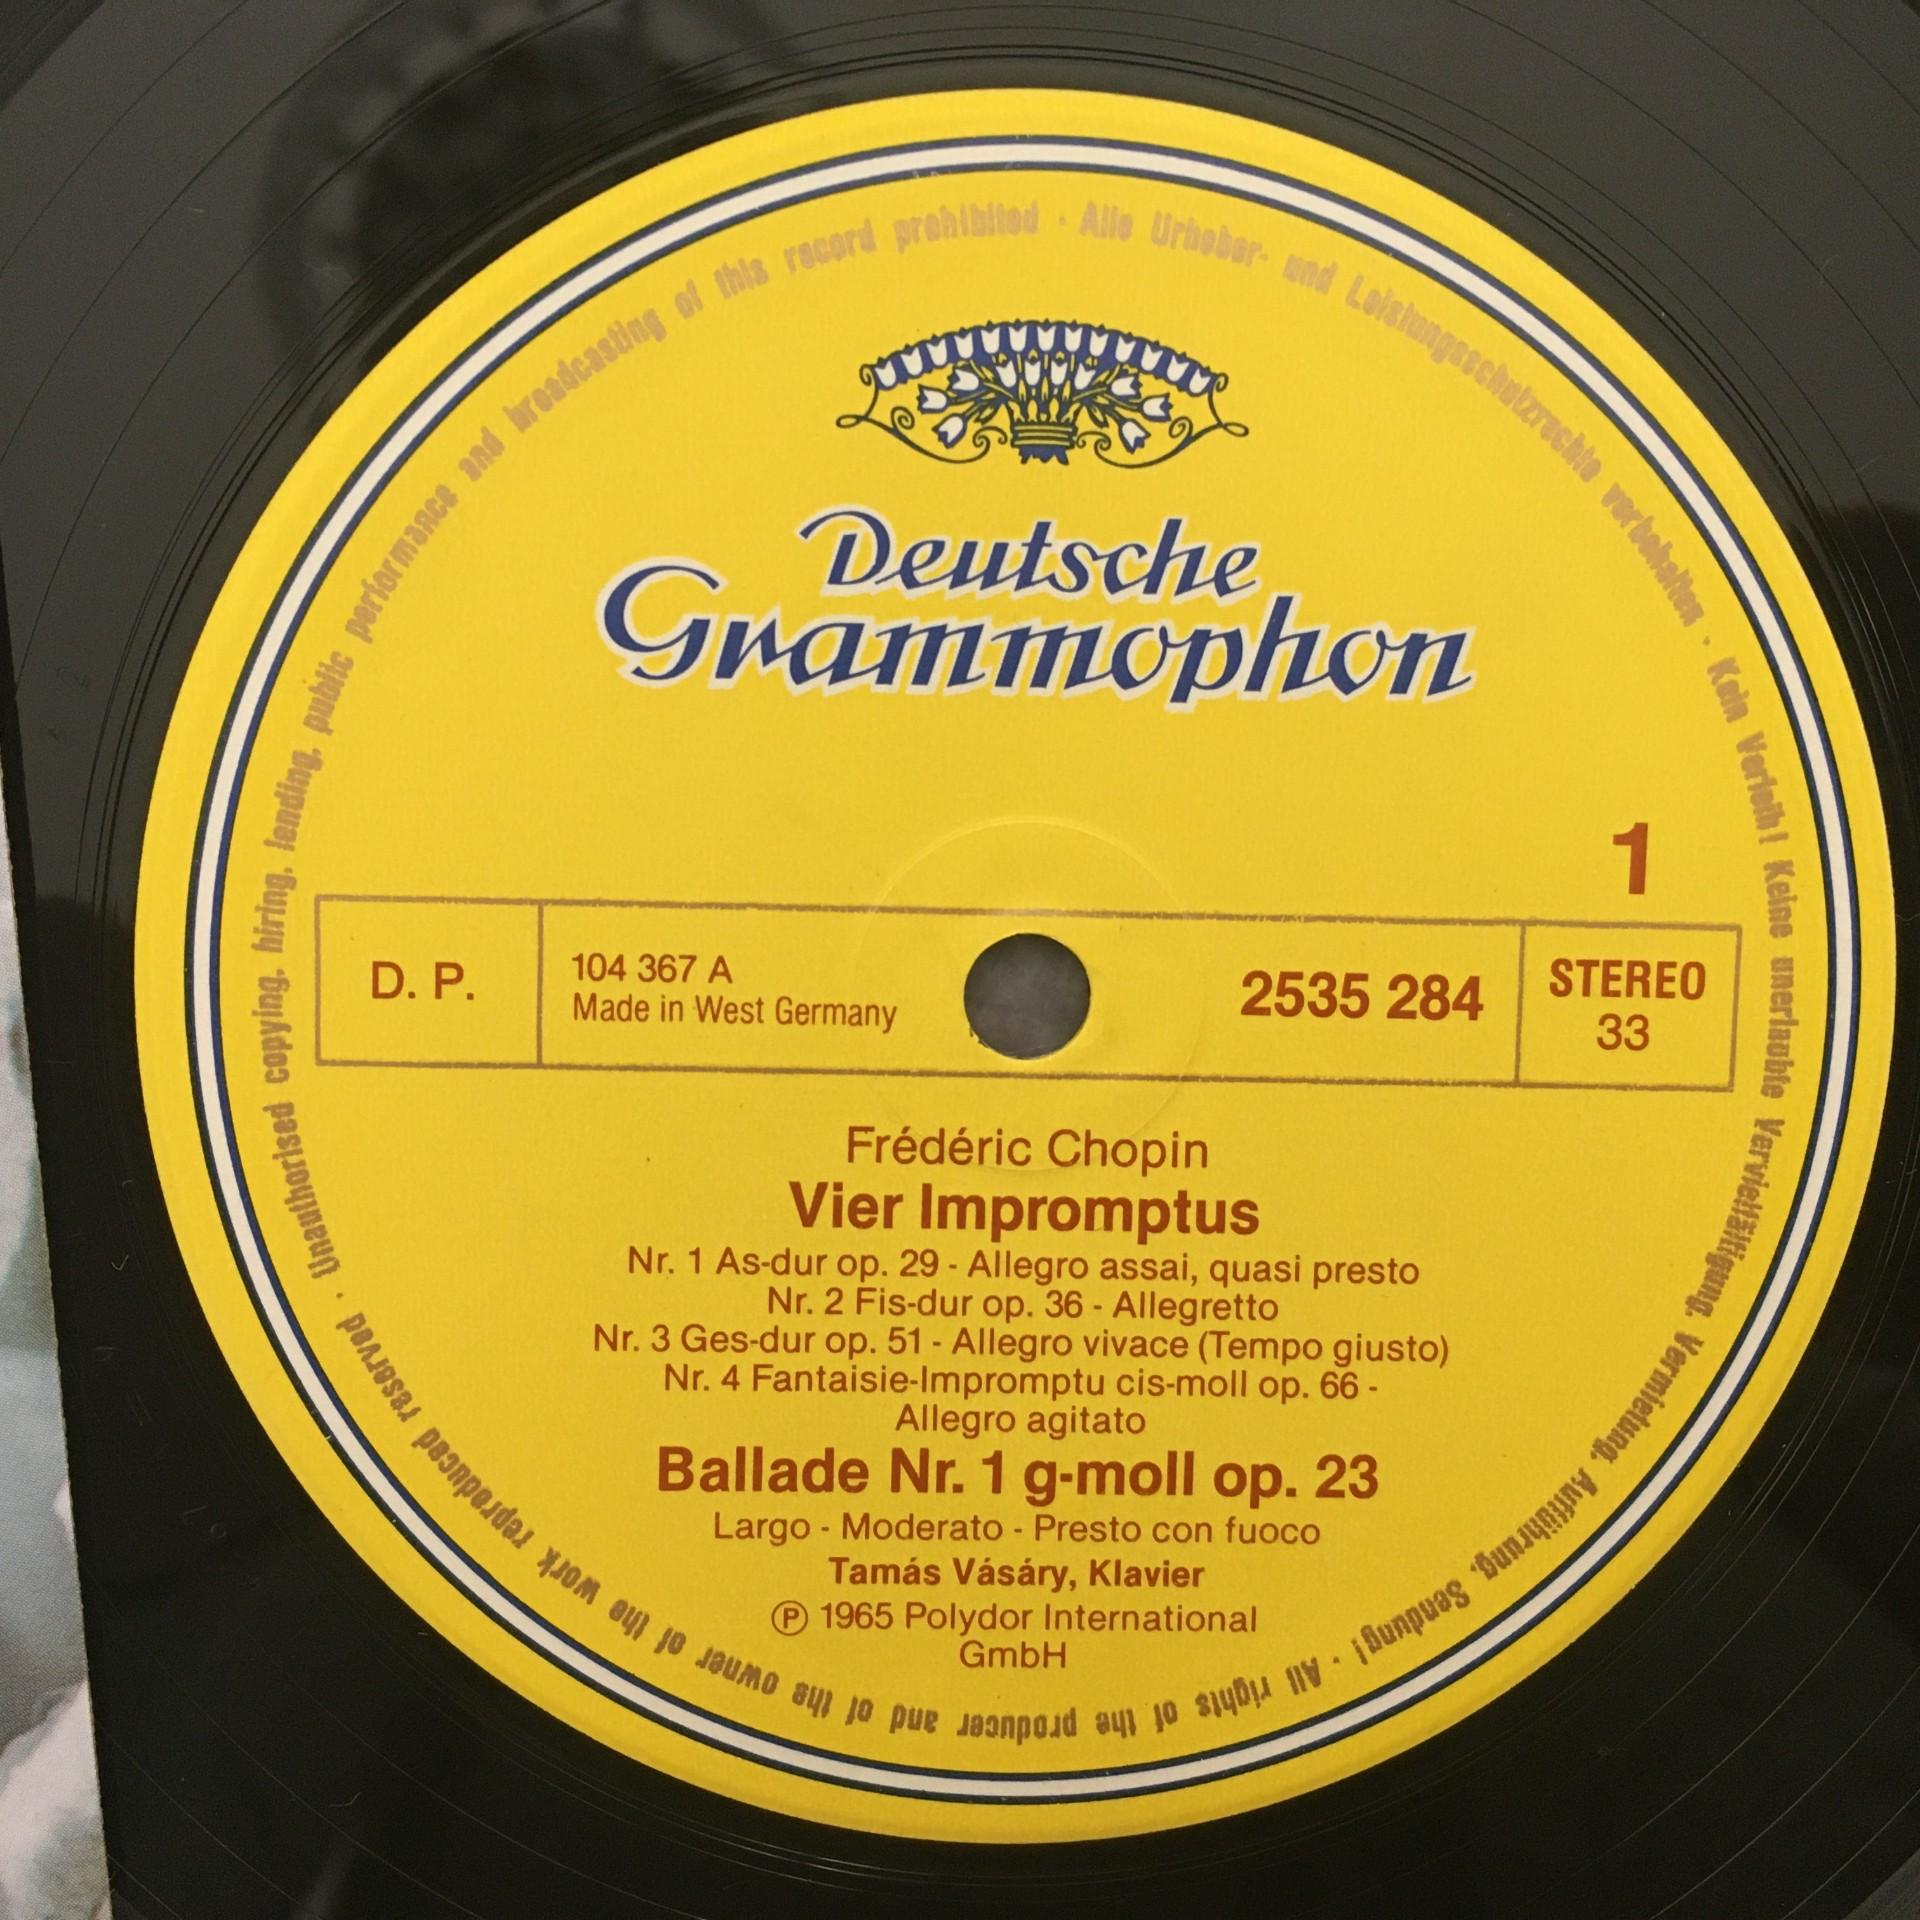 Deutsche
Grammophon
1
D. P.
104 367 A
Made in West Germany
2535 284
STEREO
33
Frédéric Chopin
Vier Impromptus
Nr. 1 As-dur op. 29 - Allegro assai, quasi presto
Nr. 2 Fis-dur op. 36 - Allegretto
Nr. 3 Ges-dur op. 51 - Allegro vivace (Tempo giusto)
Nr. 4 Fantaisie-Impromptu cis-moll op. 66 -
Allegro agitato
Ballade Nr. 1 g-moll op. 23
Largo - Moderato - Presto con fuoco
Tamás Vásáry, Klavier
Ⓟ 1965 Polydor International
GmbH
Alle Urheber- und Leistungsschutzrechte vorbehalten · Kein Verleih! Keine unerlaubte Vervielfältigung, Vermietung, Aufführung, Sendung! · All rights of the producer and of the owner of the work reproduced reserved · Unauthorised copying, hiring, lending, public performance and broadcasting of this record prohibited ·